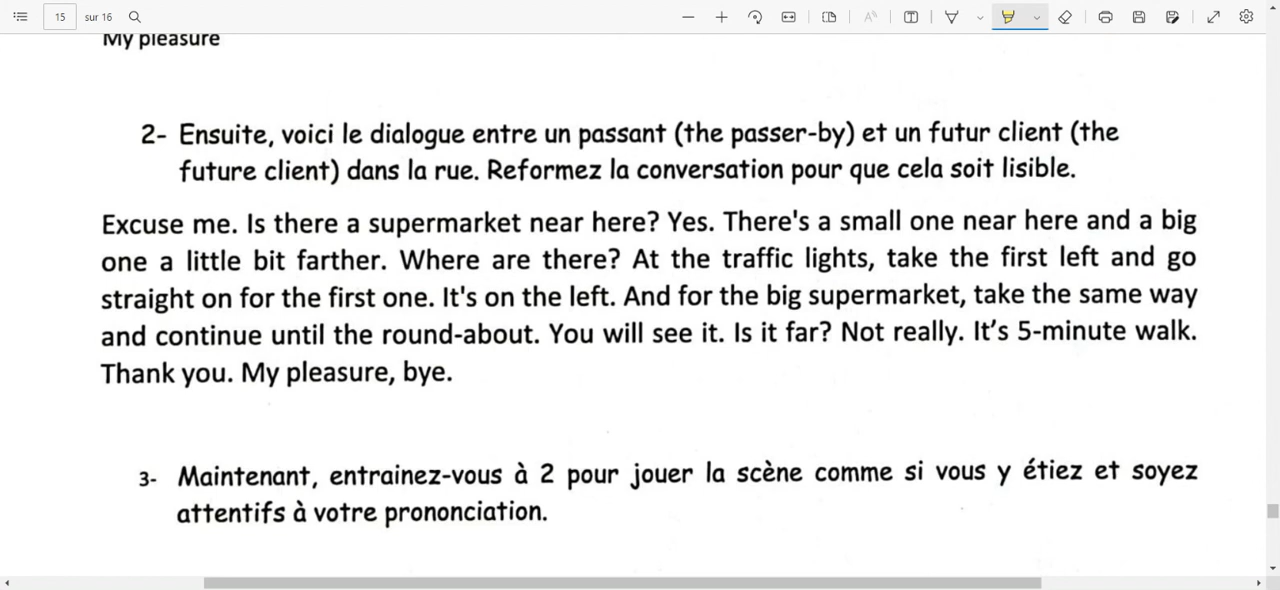 15 sur 16
My pleasure
2- Ensuite, voici le dialogue entre un passant (the passer-by) et un futur client (the
future client) dans la rue. Reformez la conversation pour que cela soit lisible.
Excuse me. Is there a supermarket near here? Yes. There's a small one near here and a big
one a little bit farther. Where are there? At the traffic lights, take the first left and go
straight on for the first one. It's on the left. And for the big supermarket, take the same way
and continue until the round-about. You will see it. Is it far? Not really. It’s 5-minute walk.
Thank you. My pleasure, bye.
3- Maintenant, entrainez-vous à 2 pour jouer la scène comme si vous y étiez et soyez
attentifs à votre prononciation.